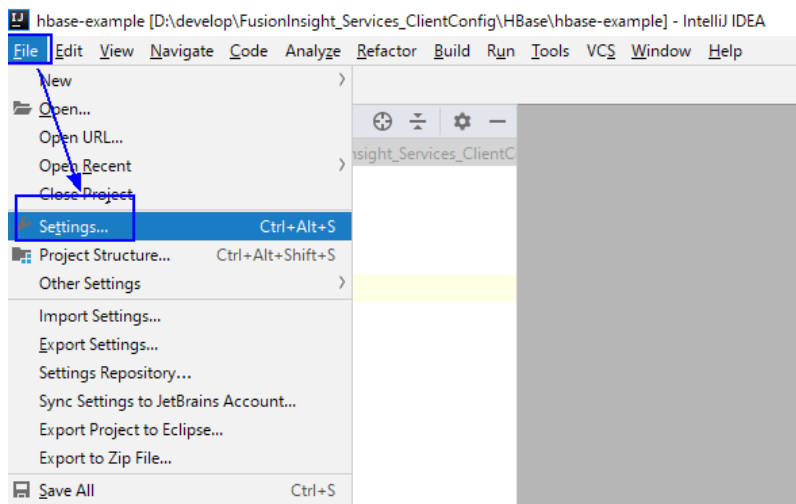 IJ hbase-example [D:\develop\FusionInsight_Services_ClientConfig\HBase\hbase-example] - IntelliJ IDEA
File Edit View Navigate Code Analyze Refactor Build Run Tools VCS Window Help
New
Open...
nsight_Services_ClientC
Open URL...
Open Recent
Close Project
Settings... Ctrl+Alt+S
Project Structure... Ctrl+Alt+Shift+S
Other Settings
Import Settings...
Export Settings...
Settings Repository...
Sync Settings to JetBrains Account...
Export Project to Eclipse...
Export to Zip File...
Save All Ctrl+S